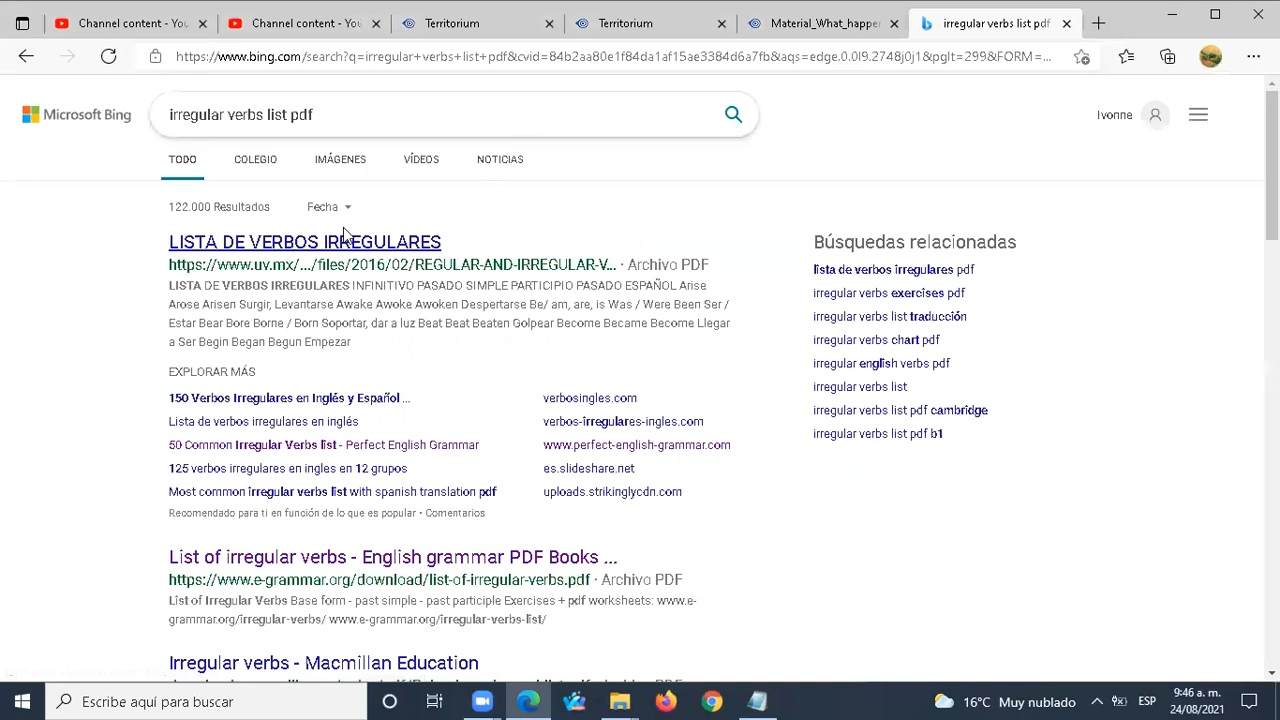 Channel content - You
Channel content - You
Territorium
Territorium
Material_What_happer
irregular verbs list pdf
https://www.bing.com/search?q=irregular+verbs+list+pdf&cvid=84b2aa80e1f84da1af15ae3384d6a7fb&aqs=edge.0.0l9.2748j0j1&pglt=299&FORM=...
Microsoft Bing
irregular verbs list pdf
Ivonne
TODO COLEGIO IMÁGENES VÍDEOS NOTICIAS
122.000 Resultados Fecha
LISTA DE VERBOS IRREGULARES
https://www.uv.mx/.../files/2016/02/REGULAR-AND-IRREGULAR-V... · Archivo PDF
LISTA DE VERBOS IRREGULARES INFINITIVO PASADO SIMPLE PARTICIPIO PASADO ESPAÑOL Arise
Arose Arisen Surgir, Levantarse Awake Awoke Awoken Despertarse Be/ am, are, is Was / Were Been Ser /
Estar Bear Bore Borne / Born Soportar, dar a luz Beat Beat Beaten Golpear Become Became Become Llegar
a Ser Begin Began Begun Empezar
EXPLORAR MÁS
150 Verbos Irregulares en Inglés y Español ... verbosingles.com
Lista de verbos irregulares en inglés verbos-irregulares-ingles.com
50 Common Irregular Verbs list - Perfect English Grammar www.perfect-english-grammar.com
125 verbos irregulares en ingles en 12 grupos es.slideshare.net
Most common irregular verbs list with spanish translation pdf uploads.strikinglycdn.com
Recomendado para ti en función de lo que es popular • Comentarios
List of irregular verbs - English grammar PDF Books ...
https://www.e-grammar.org/download/list-of-irregular-verbs.pdf · Archivo PDF
List of Irregular Verbs Base form - past simple - past participle Exercises + pdf worksheets: www.e-
grammar.org/irregular-verbs/ www.e-grammar.org/irregular-verbs-list/
Irregular verbs - Macmillan Education
Búsquedas relacionadas
lista de verbos irregulares pdf
irregular verbs exercises pdf
irregular verbs list traducción
irregular verbs chart pdf
irregular english verbs pdf
irregular verbs list
irregular verbs list pdf cambridge
irregular verbs list pdf b1
Escribe aquí para buscar
16°C Muy nublado
ESP
9:46 a. m.
24/08/2021